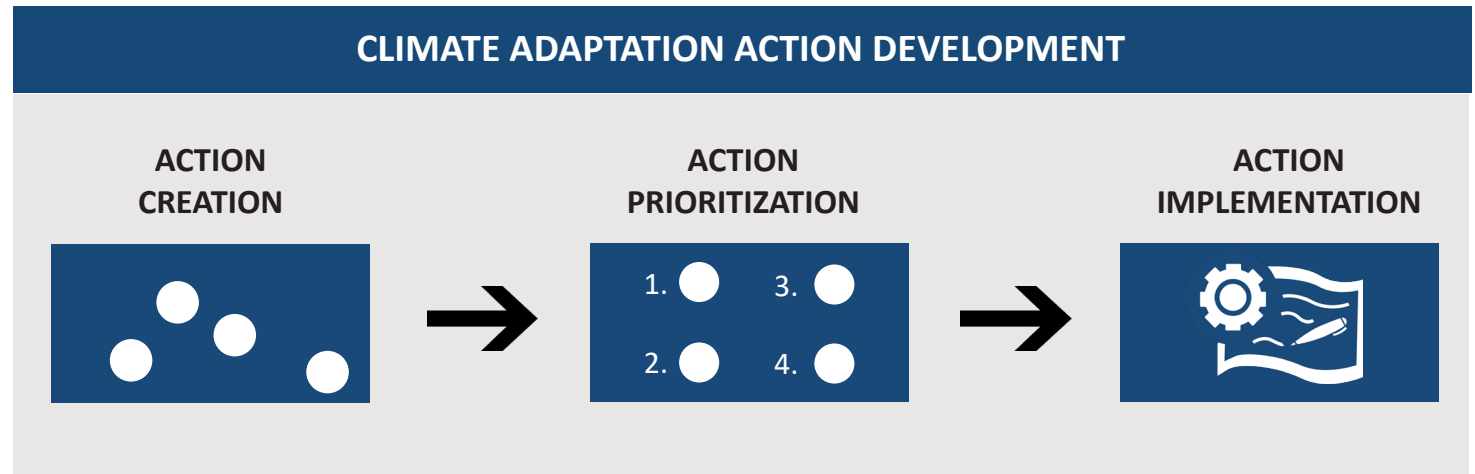 CLIMATE ADAPTATION ACTION DEVELOPMENT
ACTION
CREATION
ACTION
PRIORITIZATION
1.
3.
2.
4.
ACTION
IMPLEMENTATION